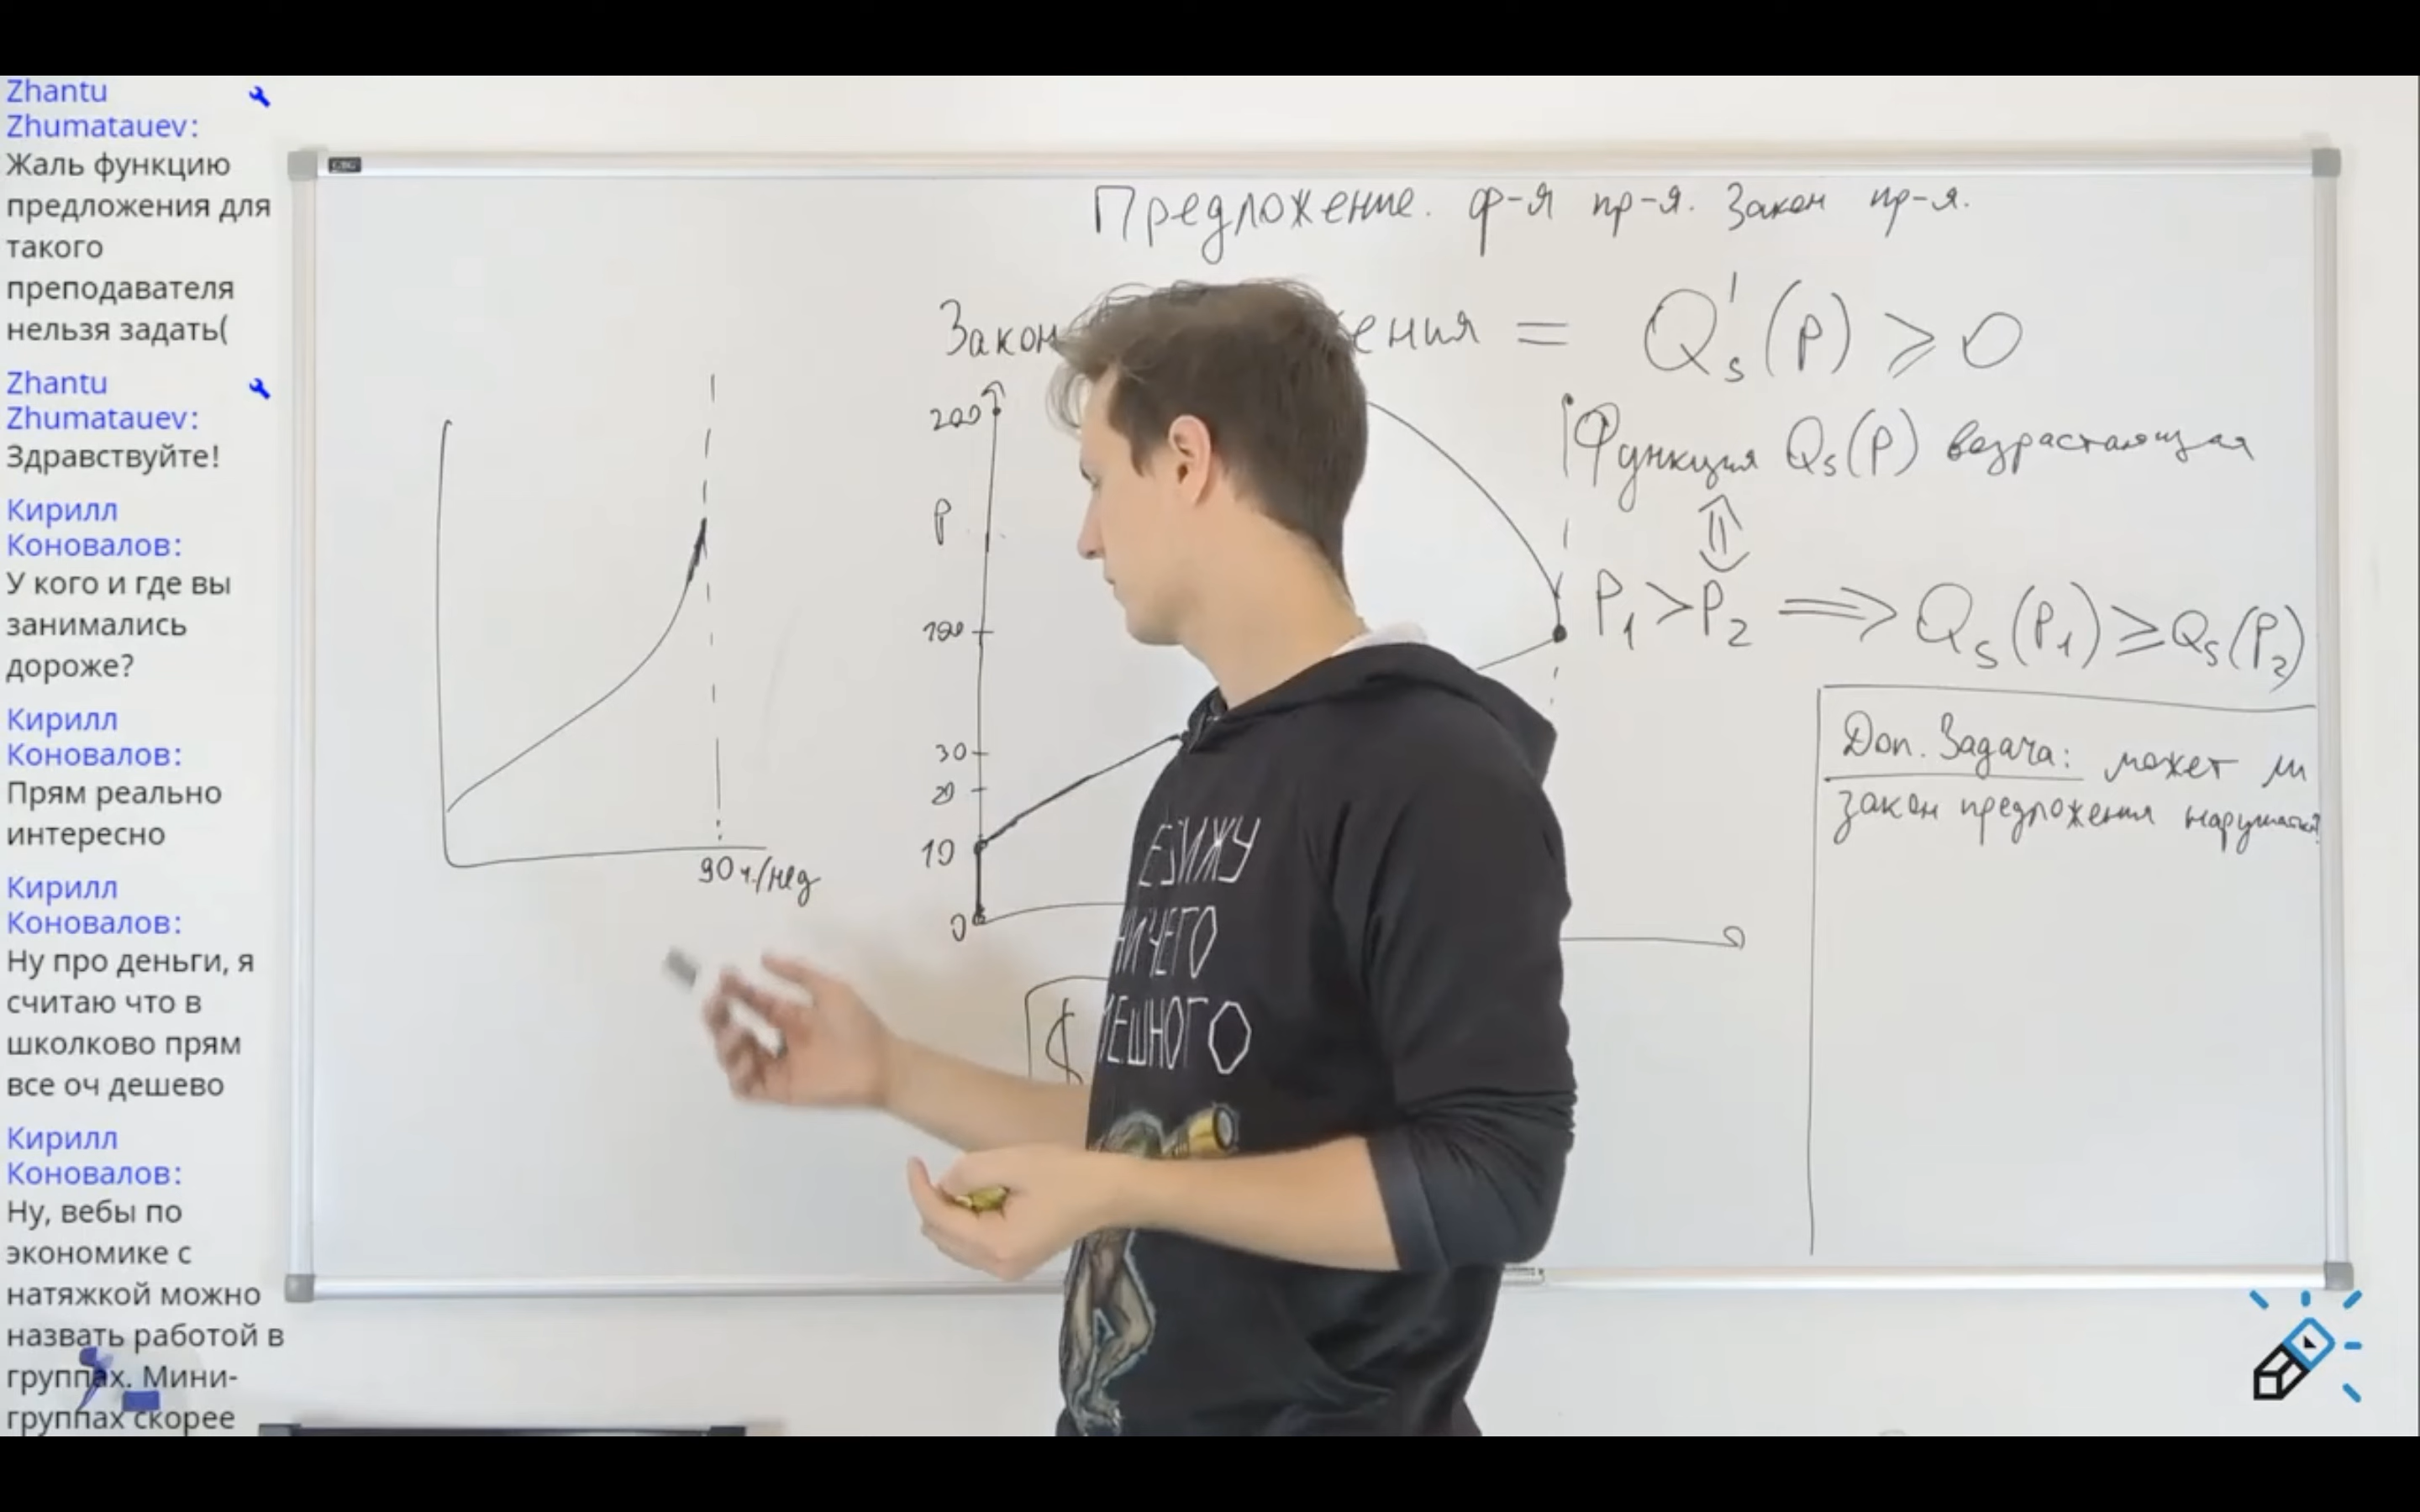 Zhantu
Zhumatauev:
Жаль функцию
предложения для
такого
преподавателя
нельзя задать(
Zhantu
Zhumatauev:
Здравствуйте!
Кирилл
Коновалов:
У кого и где вы
занимались
дороже?
Кирилл
Коновалов:
Прям реально
интересно
Кирилл
Коновалов:
Ну про деньги, я
считаю что в
школково прям
все оч дешево
Кирилл
Коновалов:
Ну, вебы по
экономике с
натяжкой можно
назвать работой в
группах. Мини-
группах скорее
Предложение. ф-я пр-я. Закон пр-я.
Закон ения = Q's(P) ⩾ 0
Функция Qs(P) возрастающая
⇕
P1 > P2 ⟹ Qs(P1) ⩾ Qs(P2)
Доп. Задача: может ли
закон предложения нарушаться?
200
P
100
30
20
10
0
90 ч./нед
$
ЕВИЖУ
НИЧЕГО
МЕШНОГО